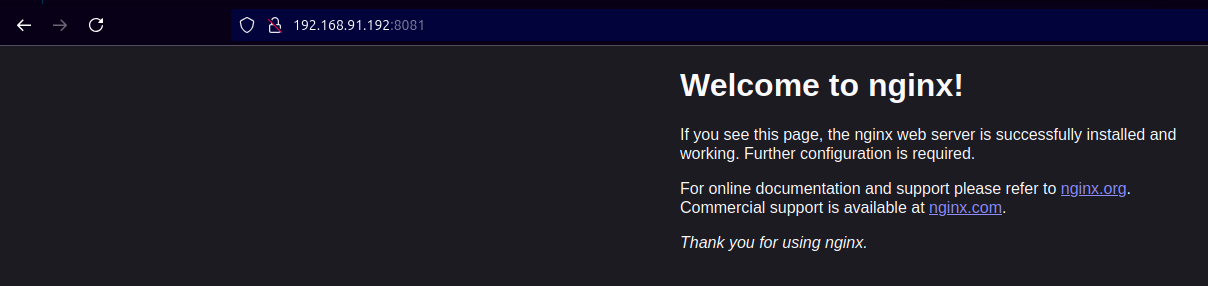 192.168.91.192:8081
Welcome to nginx!
If you see this page, the nginx web server is successfully installed and
working. Further configuration is required.
For online documentation and support please refer to nginx.org.
Commercial support is available at nginx.com.
Thank you for using nginx.